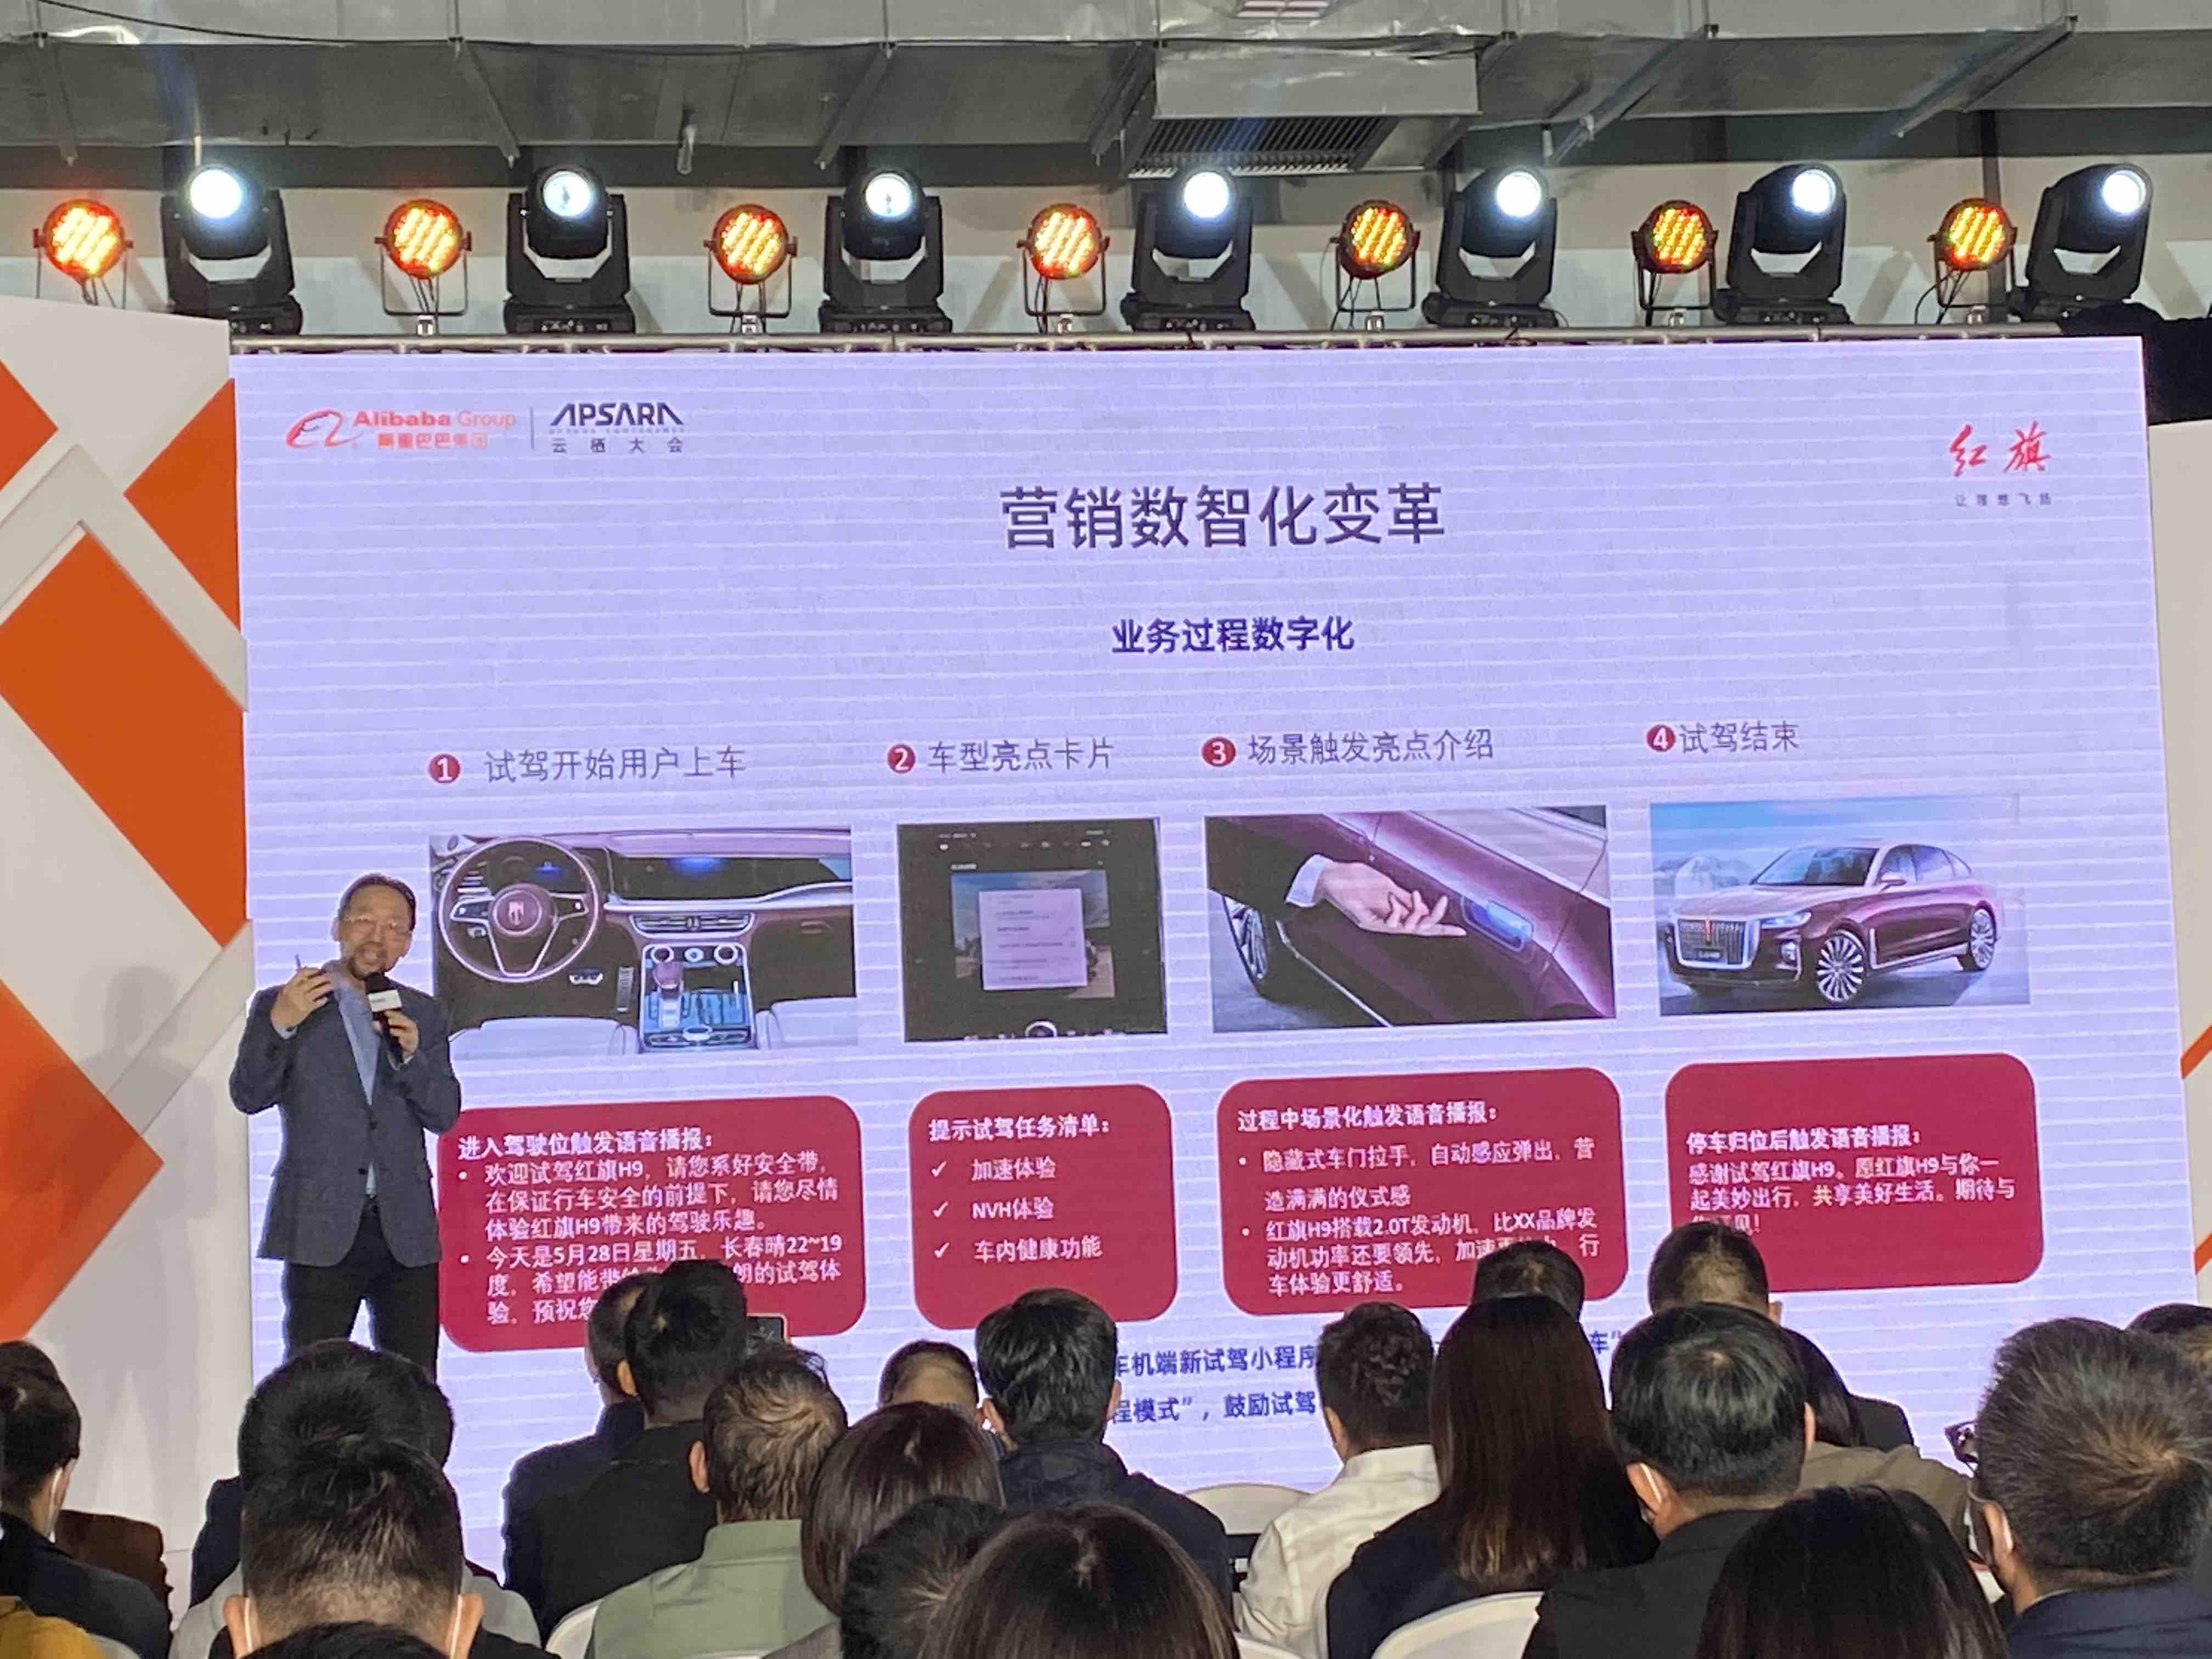 Alibaba Group
阿里巴巴集团
APSARA
云栖大会
红旗
让理想飞扬
营销数智化变革
业务过程数字化
1 试驾开始用户上车
2 车型亮点卡片
3 场景触发亮点介绍
4 试驾结束
进入驾驶位触发语音播报：
• 欢迎试驾红旗H9，请您系好安全带，
在保证行车安全的前提下，请您尽情
体验红旗H9带来的驾驶乐趣。
• 今天是5月28日星期五，长春晴22~19
度，希望能带给
朗的试驾体
验，预祝您
提示试驾任务清单：
✓ 加速体验
✓ NVH体验
✓ 车内健康功能
过程中场景化触发语音播报：
• 隐藏式车门拉手，自动感应弹出，营
造满满的仪式感
• 红旗H9搭载2.0T发动机，比XX品牌发
动机功率还要领先，加速
行
车体验更舒适。
停车归位后触发语音播报：
感谢试驾红旗H9。愿红旗H9与你一
起美妙出行，共享美好生活。期待与
见！
车机端新试驾小程序
车”
程模式”，鼓励试驾